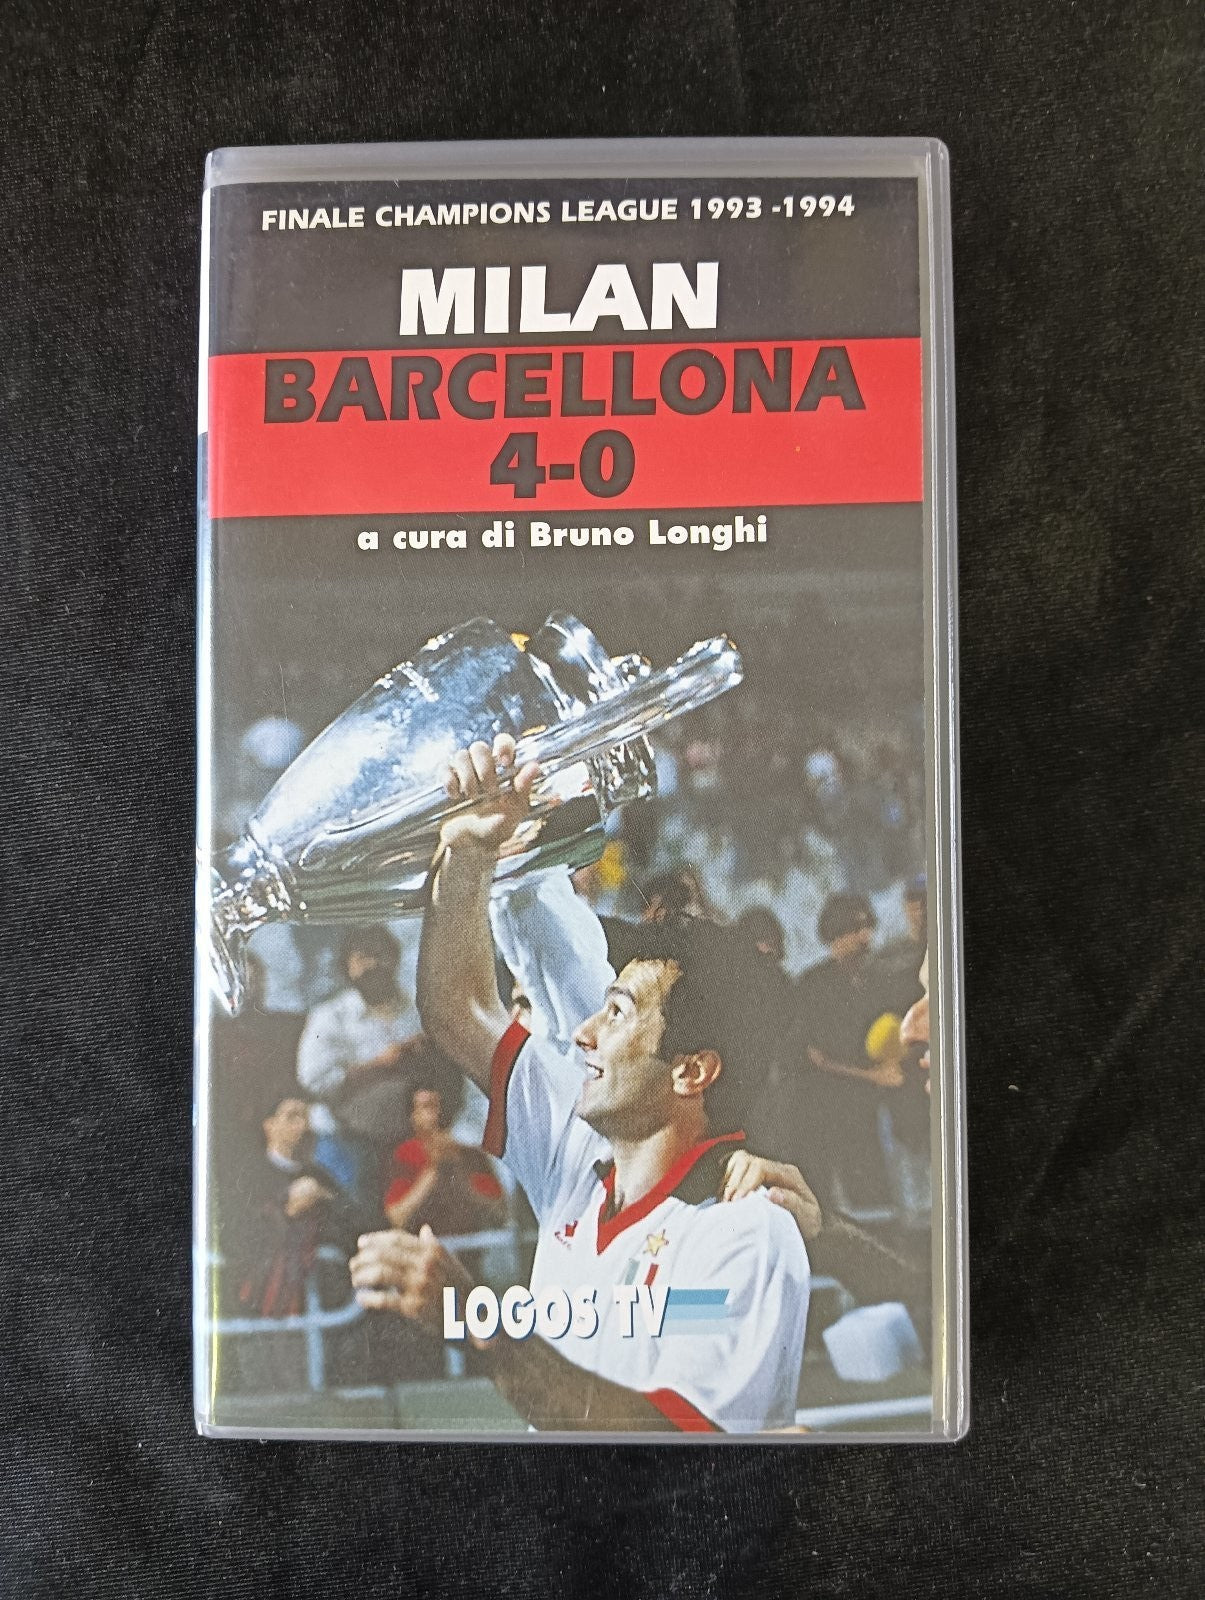 FINALE CHAMPIONS LEAGUE 1993 -1994
MILAN
BARCELLONA
4-0
a cura di Bruno Longhi
LOGOS TV